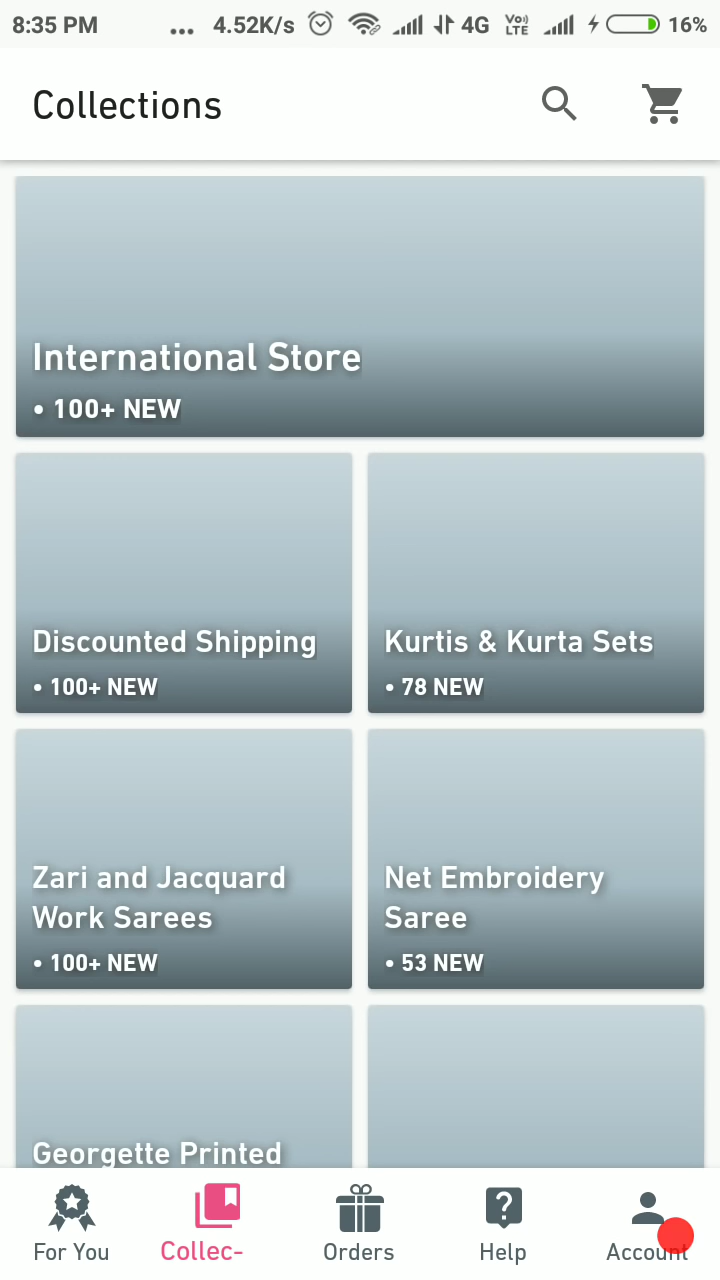 8:35 PM ... 4.52K/s 4G Vo)) LTE 16%
Collections
International Store
• 100+ NEW
Discounted Shipping
• 100+ NEW
Kurtis & Kurta Sets
• 78 NEW
Zari and Jacquard
Work Sarees
• 100+ NEW
Net Embroidery
Saree
• 53 NEW
Georgette Printed
For You
Collec-
Orders
Help
Account